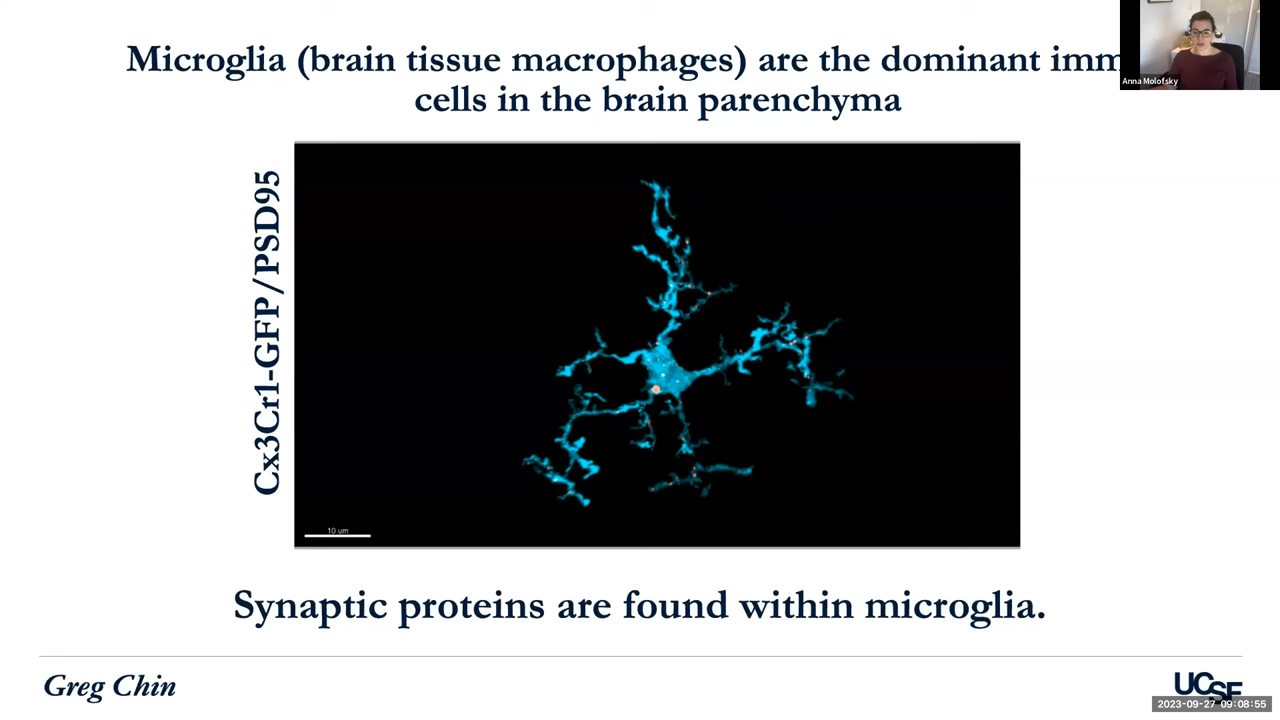 Microglia (brain tissue macrophages) are the dominant imm
cells in the brain parenchyma
Anna Molofsky
Cx3Cr1-GFP/PSD95
10 um
Synaptic proteins are found within microglia.
Greg Chin
UCSF
2023-09-27 09:08:55